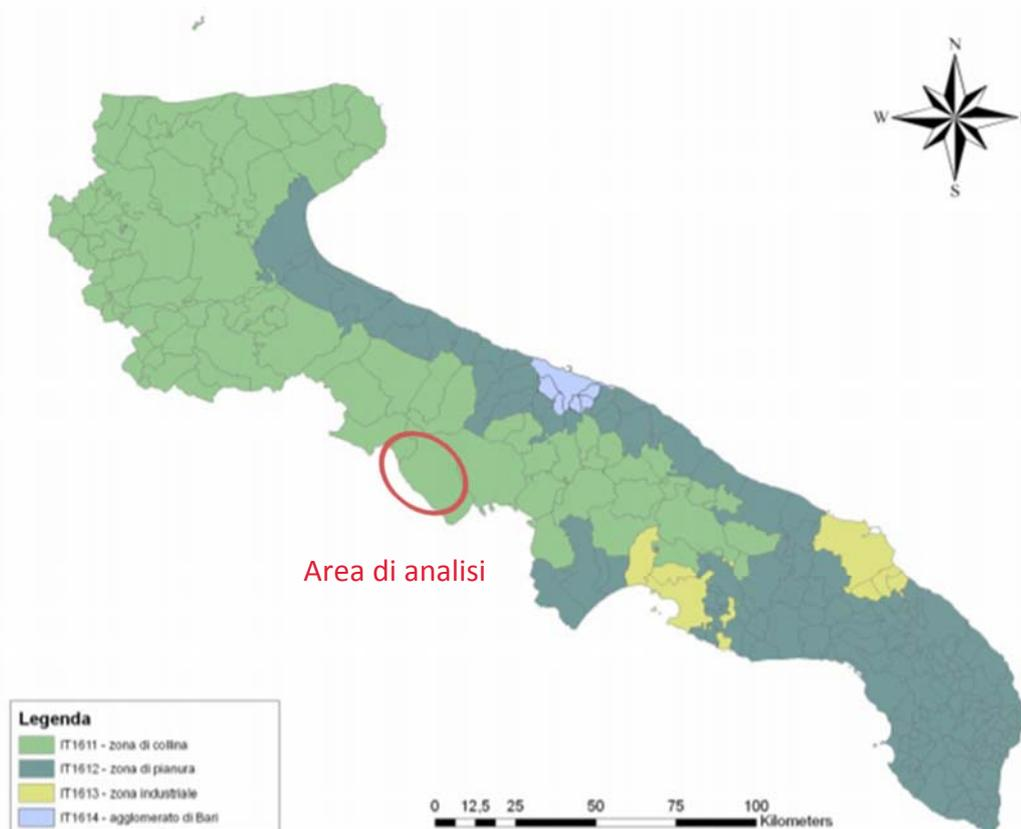 N
W
S
Area di analisi
Legenda
IT1611 - zona di collina
IT1612 - zona di pianura
IT1613 - zona industriale
IT1614 - agglomerato di Bari
0 12,5 25 50 75 100
Kilometers